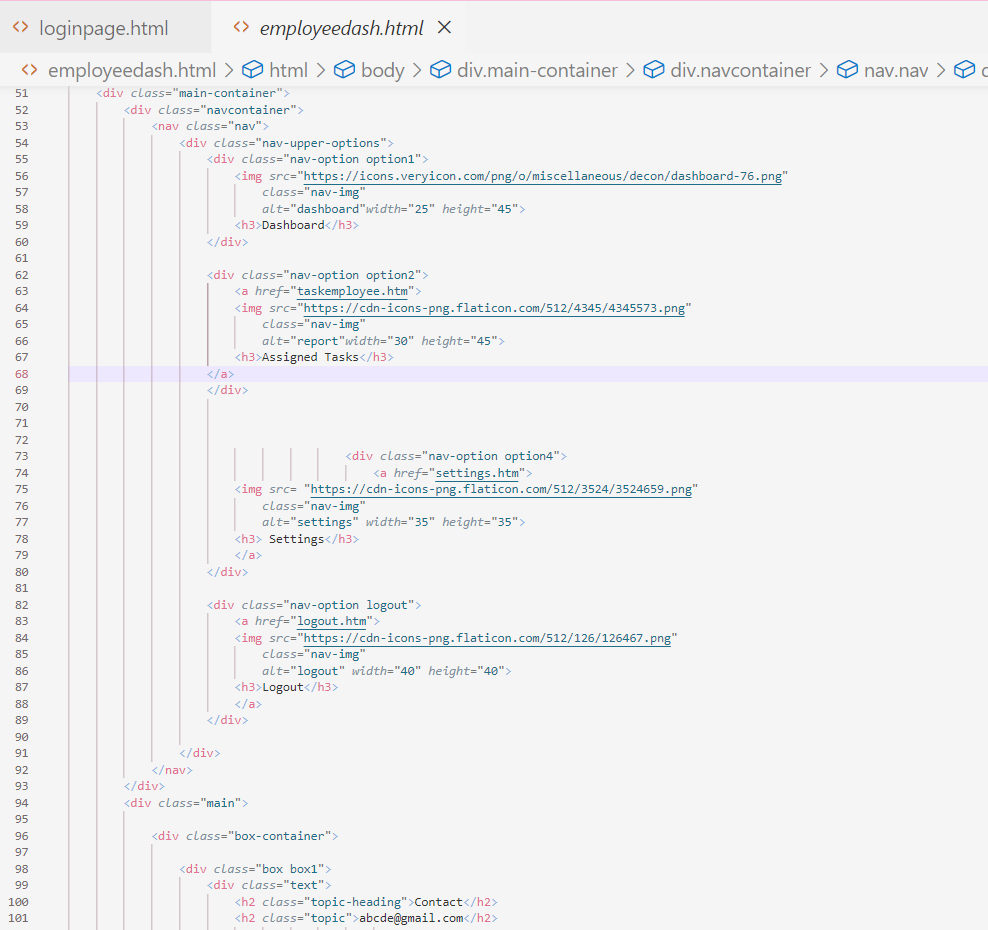 loginpage.html employeedash.html
employeedash.html > html > body > div.main-container > div.navcontainer > nav.nav >
51 <div class="main-container">
52 <div class="navcontainer">
53 <nav class="nav">
54 <div class="nav-upper-options">
55 <div class="nav-option option1">
56 <img src="https://icons.veryicon.com/png/o/miscellaneous/decon/dashboard-76.png"
57 class="nav-img"
58 alt="dashboard"width="25" height="45">
59 <h3>Dashboard</h3>
60 </div>
61
62 <div class="nav-option option2">
63 <a href="taskemployee.htm">
64 <img src="https://cdn-icons-png.flaticon.com/512/4345/4345573.png"
65 class="nav-img"
66 alt="report"width="30" height="45">
67 <h3>Assigned Tasks</h3>
68 </a>
69 </div>
70
71
72
73 <div class="nav-option option4">
74 <a href="settings.htm">
75 <img src= "https://cdn-icons-png.flaticon.com/512/3524/3524659.png"
76 class="nav-img"
77 alt="settings" width="35" height="35">
78 <h3> Settings</h3>
79 </a>
80 </div>
81
82 <div class="nav-option logout">
83 <a href="logout.htm">
84 <img src="https://cdn-icons-png.flaticon.com/512/126/126467.png"
85 class="nav-img"
86 alt="logout" width="40" height="40">
87 <h3>Logout</h3>
88 </a>
89 </div>
90
91 </div>
92 </nav>
93 </div>
94 <div class="main">
95
96 <div class="box-container">
97
98 <div class="box box1">
99 <div class="text">
100 <h2 class="topic-heading">Contact</h2>
101 <h2 class="topic">abcde@gmail.com</h2>